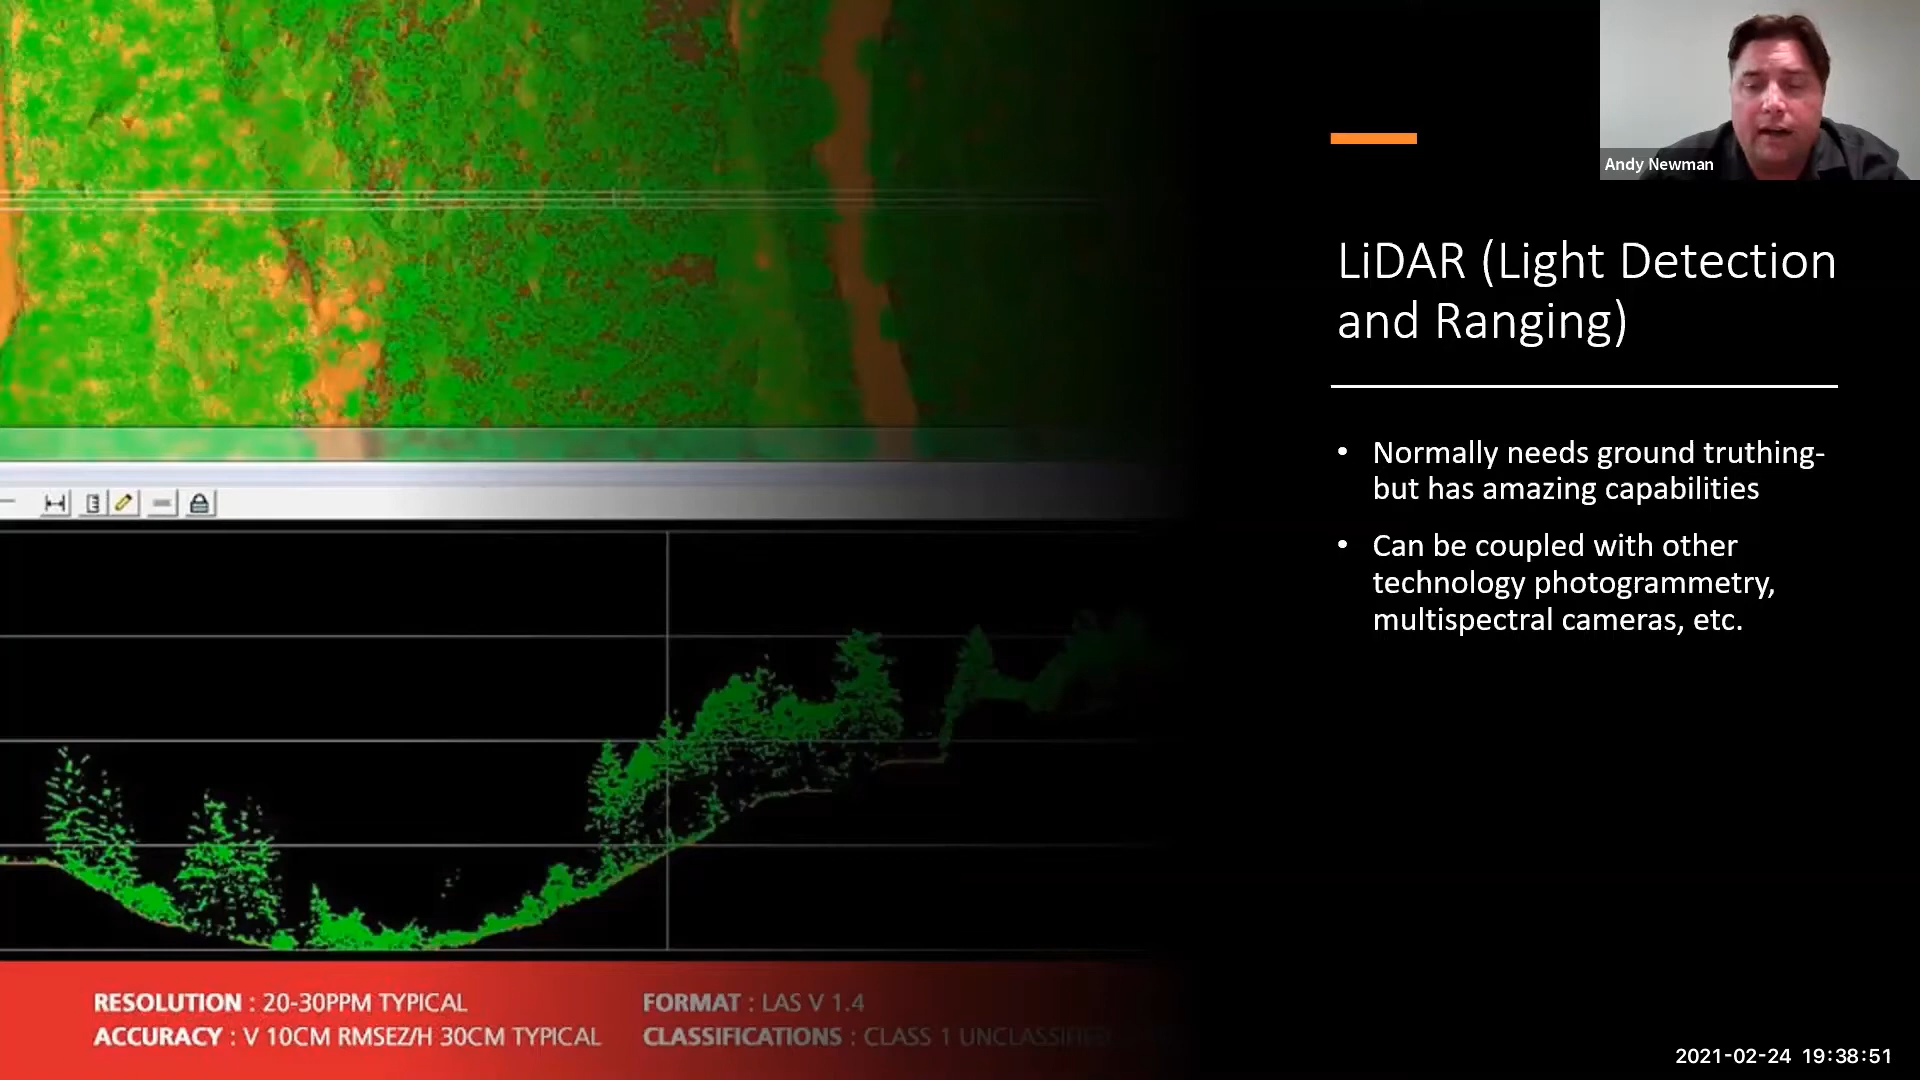 Andy Newman
LiDAR (Light Detection
and Ranging)
• Normally needs ground truthing-
but has amazing capabilities
• Can be coupled with other
technology photogrammetry,
multispectral cameras, etc.
RESOLUTION : 20-30PPM TYPICAL
ACCURACY : V 10CM RMSEZ/H 30CM TYPICAL
FORMAT : LAS V 1.4
CLASSIFICATIONS : CLASS 1 UNCLASSIFIED
2021-02-24 19:38:51